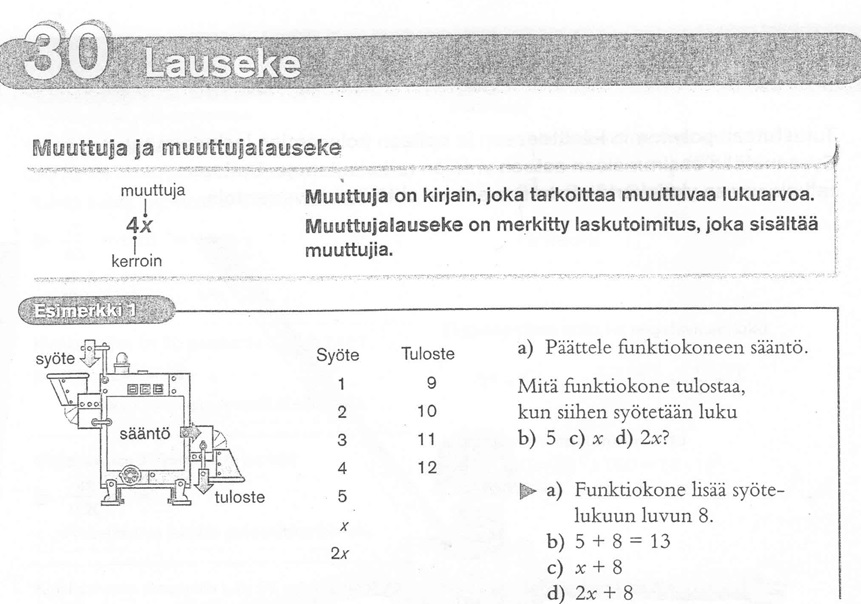 30 Lauseke
Muuttuja ja muuttujalauseke
muuttuja
4x
kerroin
Muuttuja on kirjain, joka tarkoittaa muuttuvaa lukuarvoa.
Muuttujalauseke on merkitty laskutoimitus, joka sisältää
muuttujia.
Esimerkki 1
syöte
sääntö
tuloste
Syöte Tuloste
1 9
2 10
3 11
4 12
5
x
2x
a) Päättele funktiokoneen sääntö.
Mitä funktiokone tulostaa,
kun siihen syötetään luku
b) 5 c) x d) 2x?
a) Funktiokone lisää syöte-
lukuun luvun 8.
b) 5 + 8 = 13
c) x + 8
d) 2x + 8